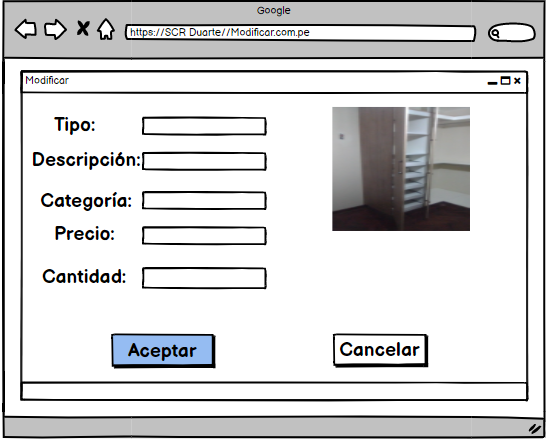 Google
https://SCR Duarte//Modificar.com.pe
Modificar
Tipo:
Descripción:
Categoría:
Precio:
Cantidad:
Aceptar
Cancelar